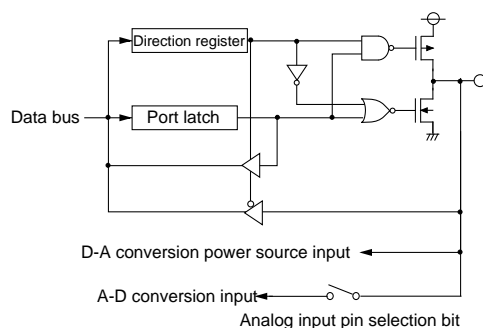 Direction register
Data bus
Port latch
D-A conversion power source input
A-D conversion input
Analog input pin selection bit